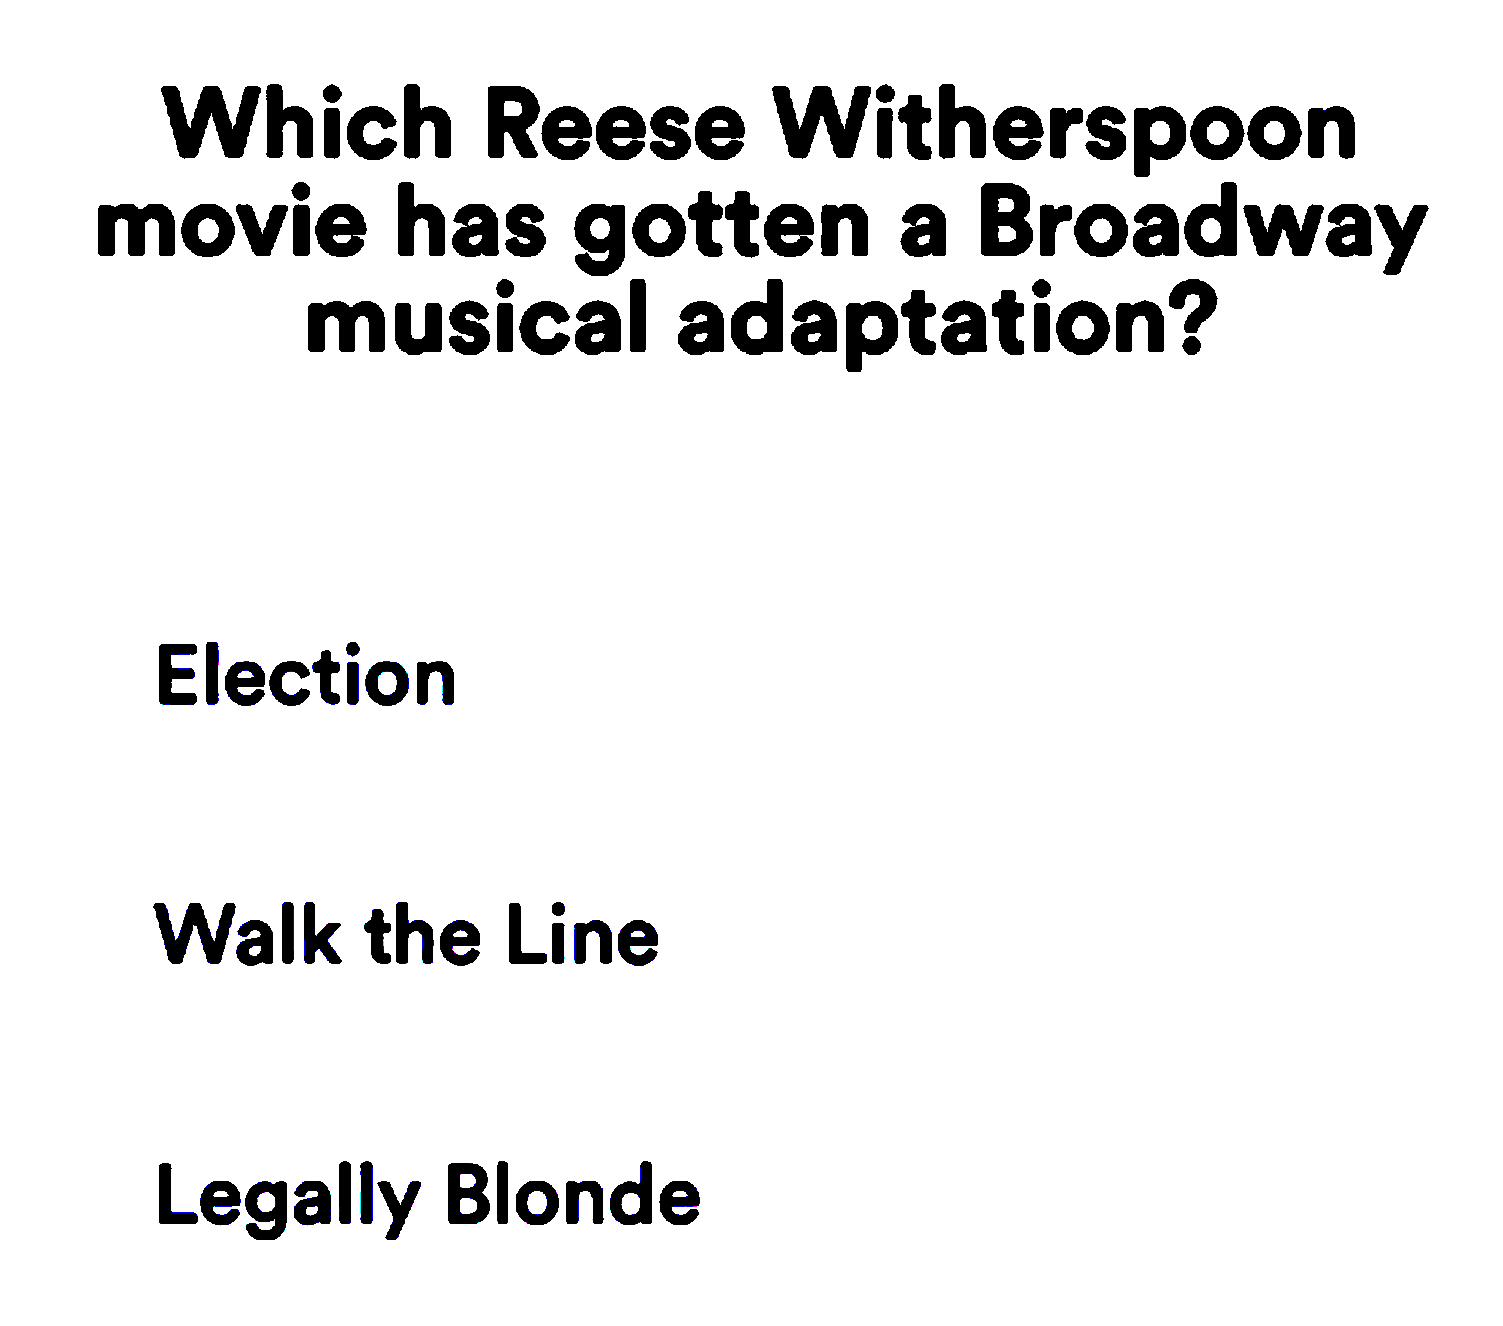 Which Reese Witherspoon
movie has gotten a Broadway
musical adaptation?
Election
Walk the Line
Legally Blonde